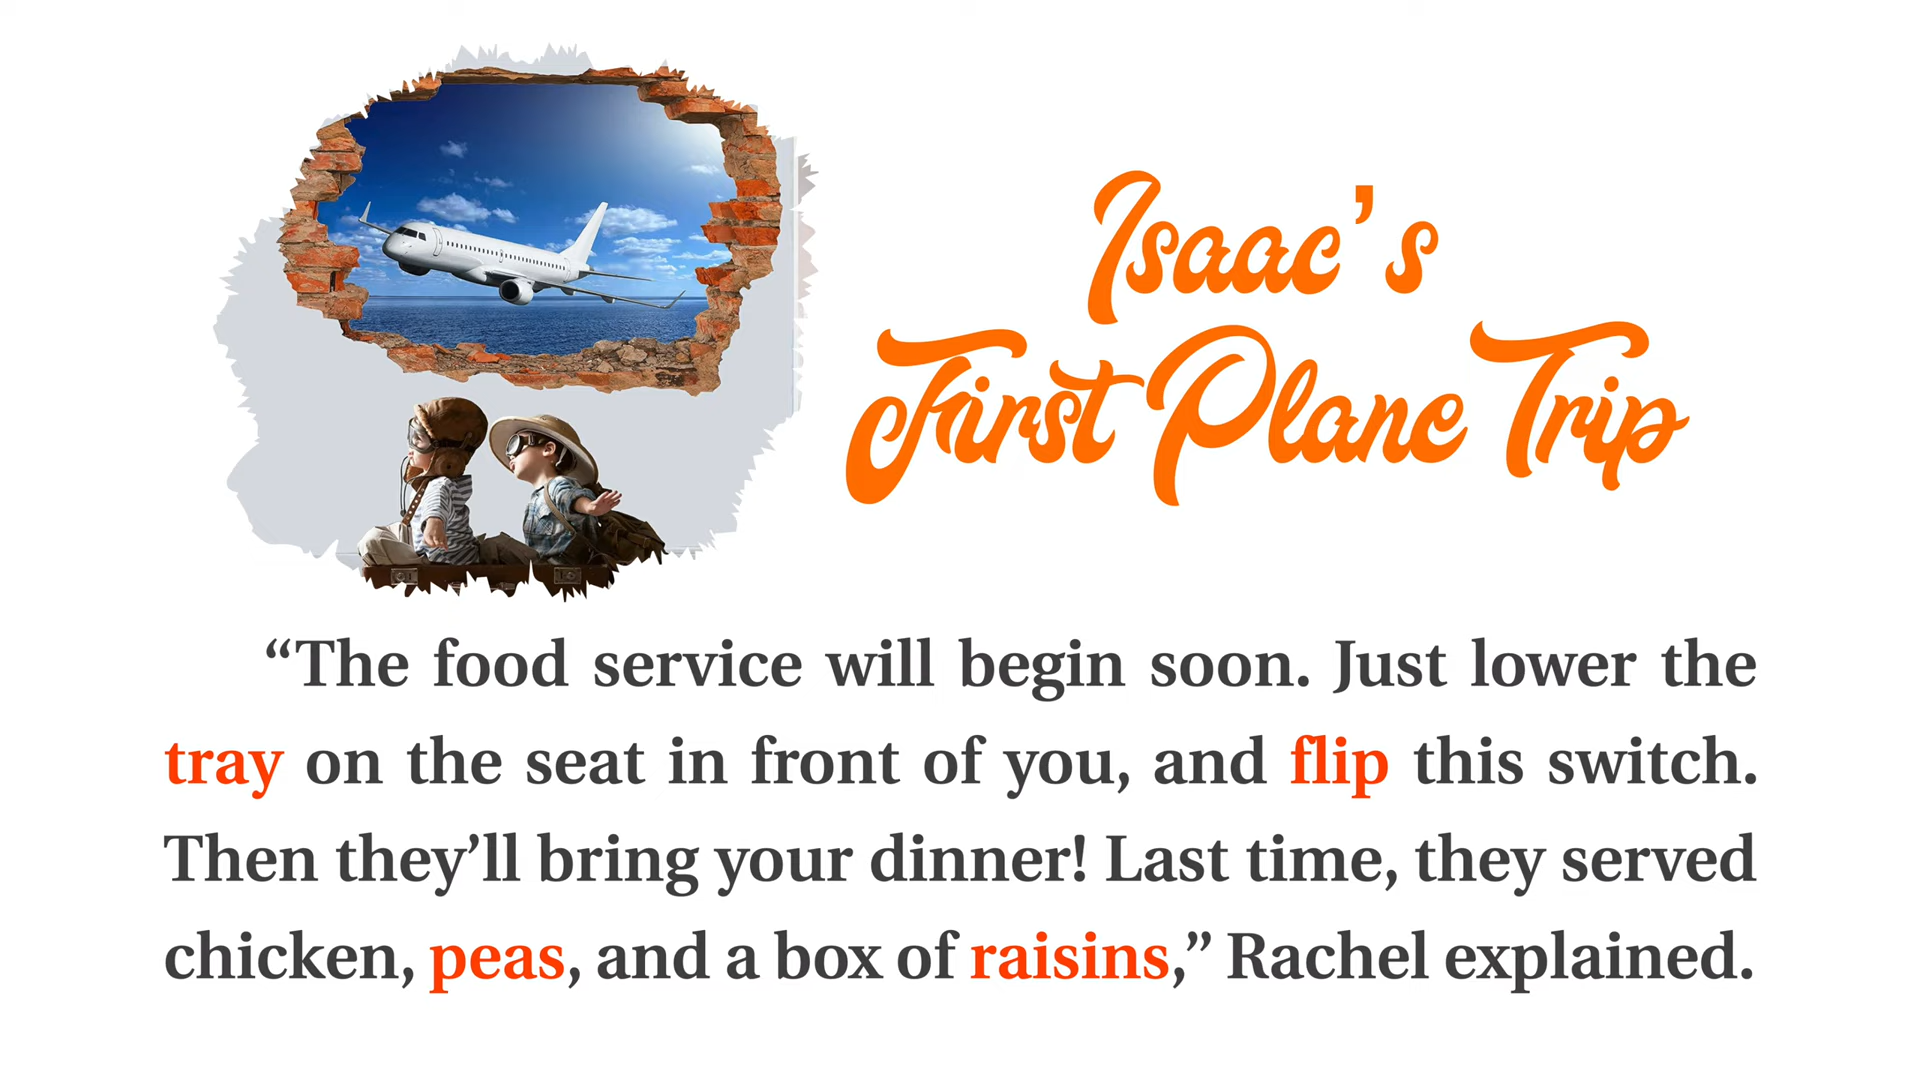 Isaac’s
First Plane Trip
“The food service will begin soon. Just lower the
tray on the seat in front of you, and flip this switch.
Then they’ll bring your dinner! Last time, they served
chicken, peas, and a box of raisins,” Rachel explained.